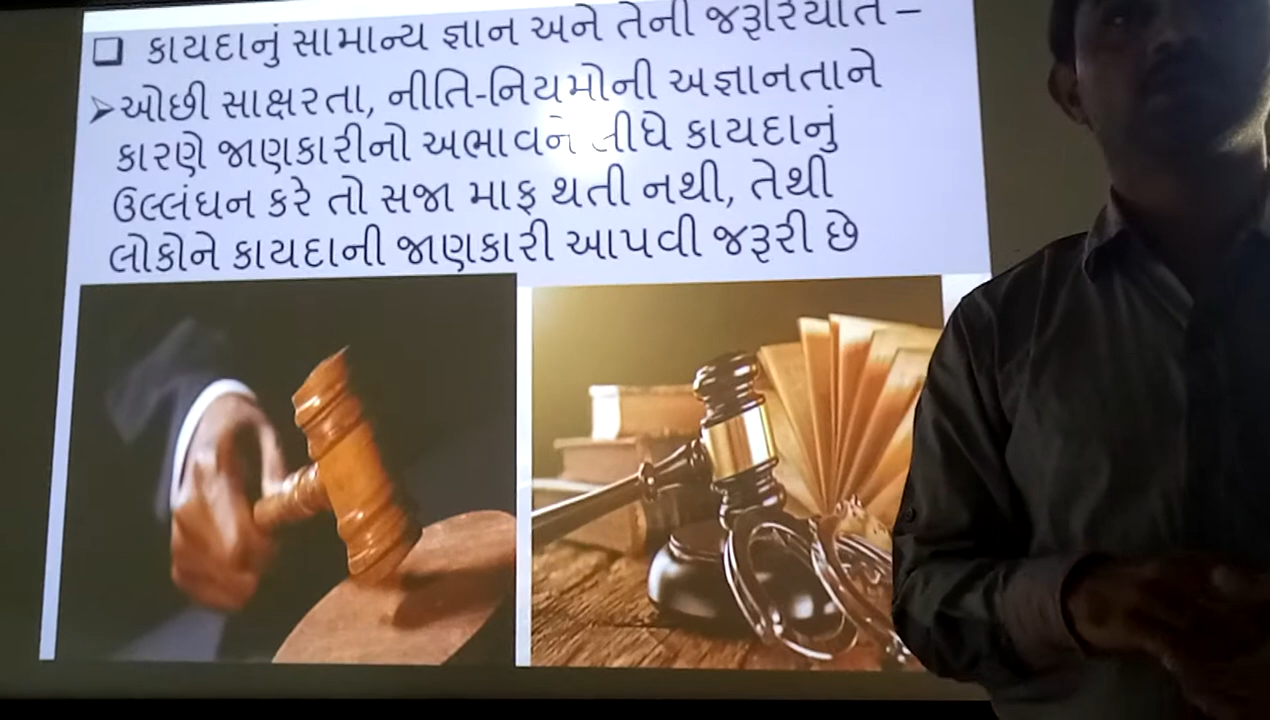 કાયદાનું સામાન્ય જ્ઞાન અને તેની જરૂરિયાત –
ઓછી સાક્ષરતા, નીતિ-નિયમોની અજ્ઞાનતાને
કારણે જાણકારીનો અભાવને લીધે કાયદાનું
ઉલ્લંઘન કરે તો સજા માફ થતી નથી, તેથી
લોકોને કાયદાની જાણકારી આપવી જરૂરી છે